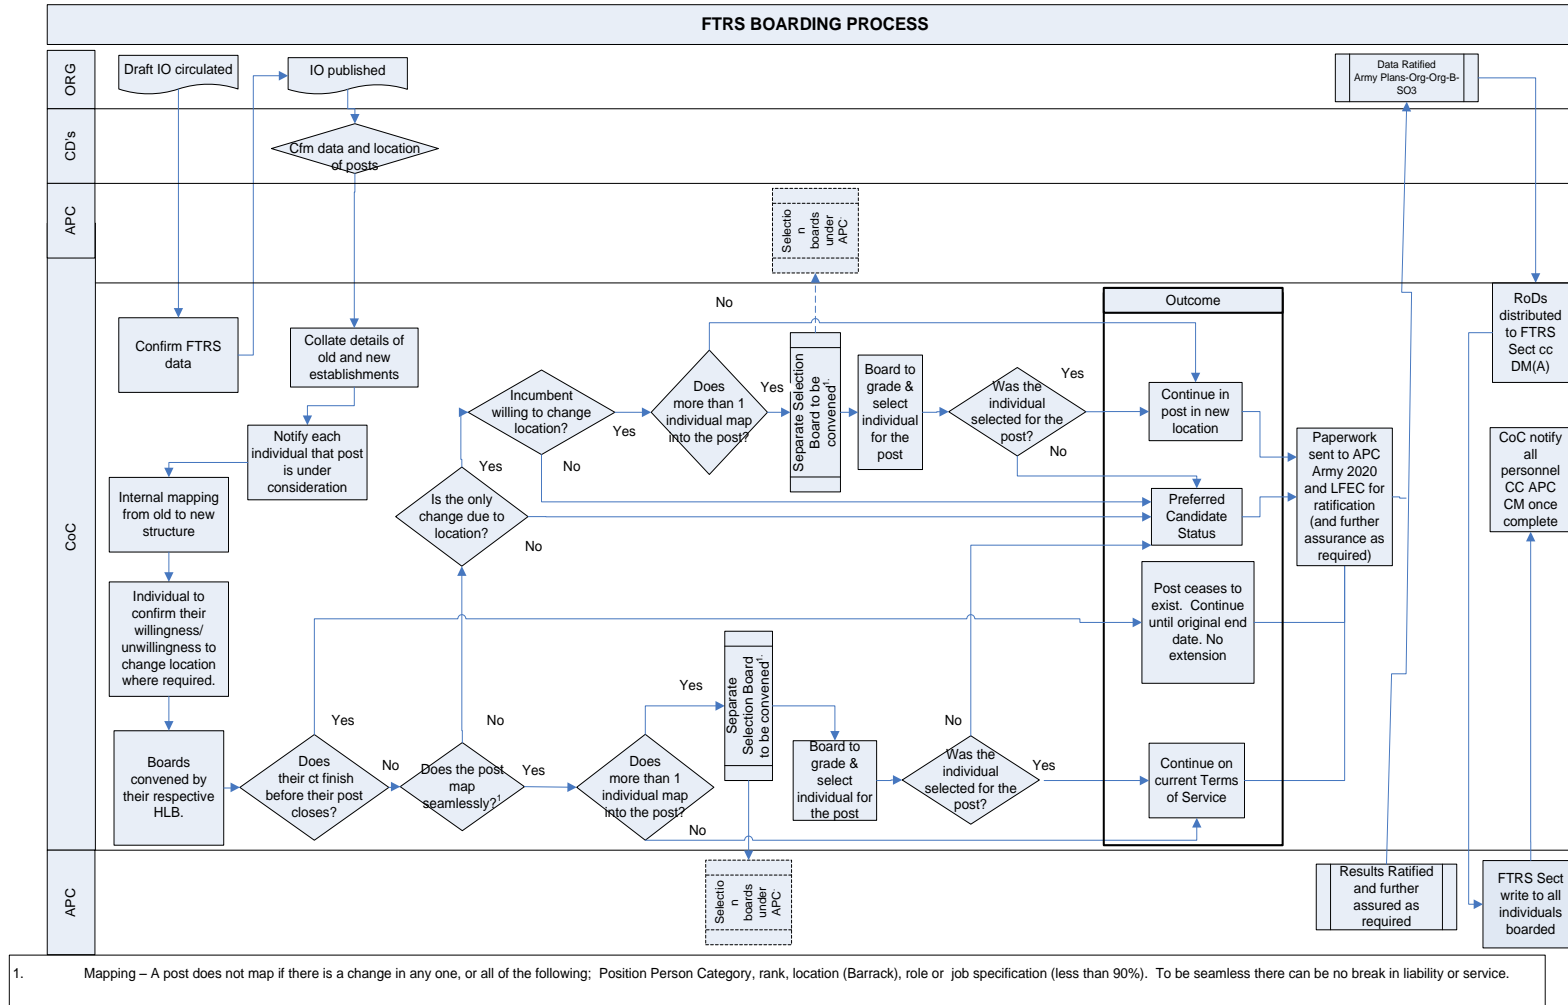 FTRS BOARDING PROCESS
ORG
Draft IO circulated
IO published
Data Ratified
Army Plans-Org-Org-B-
SO3
CD's
Cfm data and location
of posts
APC
Selectio
n
boards
under
APC.
CoC
Confirm FTRS
data
Collate details of
old and new
establishments
Notify each
individual that post
is under
consideration
Internal mapping
from old to new
structure
Individual to
confirm their
willingness/
unwillingness to
change location
where required.
Boards
convened by
their respective
HLB.
Does
their ct finish
before their post
closes?
Yes
No
Does the post
map
seamlessly?1
No
Yes
Is the only
change due to
location?
Yes
No
Incumbent
willing to change
location?
Yes
No
Does
more than 1
individual map
into the post?
No
Yes
Separate Selection
Board to be
convened1.
Board to
grade &
select
individual
for the
post
Was the
individual
selected for the
post?
Yes
No
Does
more than 1
individual map
into the post?
Yes
No
Separate
Selection Board
to be convened1.
Board to
grade &
select
individual for
the post
Was the
individual
selected for the
post?
No
Yes
Outcome
Continue in
post in new
location
Preferred
Candidate
Status
Post ceases to
exist. Continue
until original end
date. No
extension
Continue on
current Terms
of Service
Paperwork
sent to APC
Army 2020
and LFEC for
ratification
(and further
assurance as
required)
RoDs
distributed
to FTRS
Sect cc
DM(A)
CoC notify
all
personnel
CC APC
CM once
complete
APC
Selectio
n
boards
under
APC.
Results Ratified
and further
assured as
required
FTRS Sect
write to all
individuals
boarded
1. Mapping – A post does not map if there is a change in any one, or all of the following; Position Person Category, rank, location (Barrack), role or job specification (less than 90%). To be seamless there can be no break in liability or service.